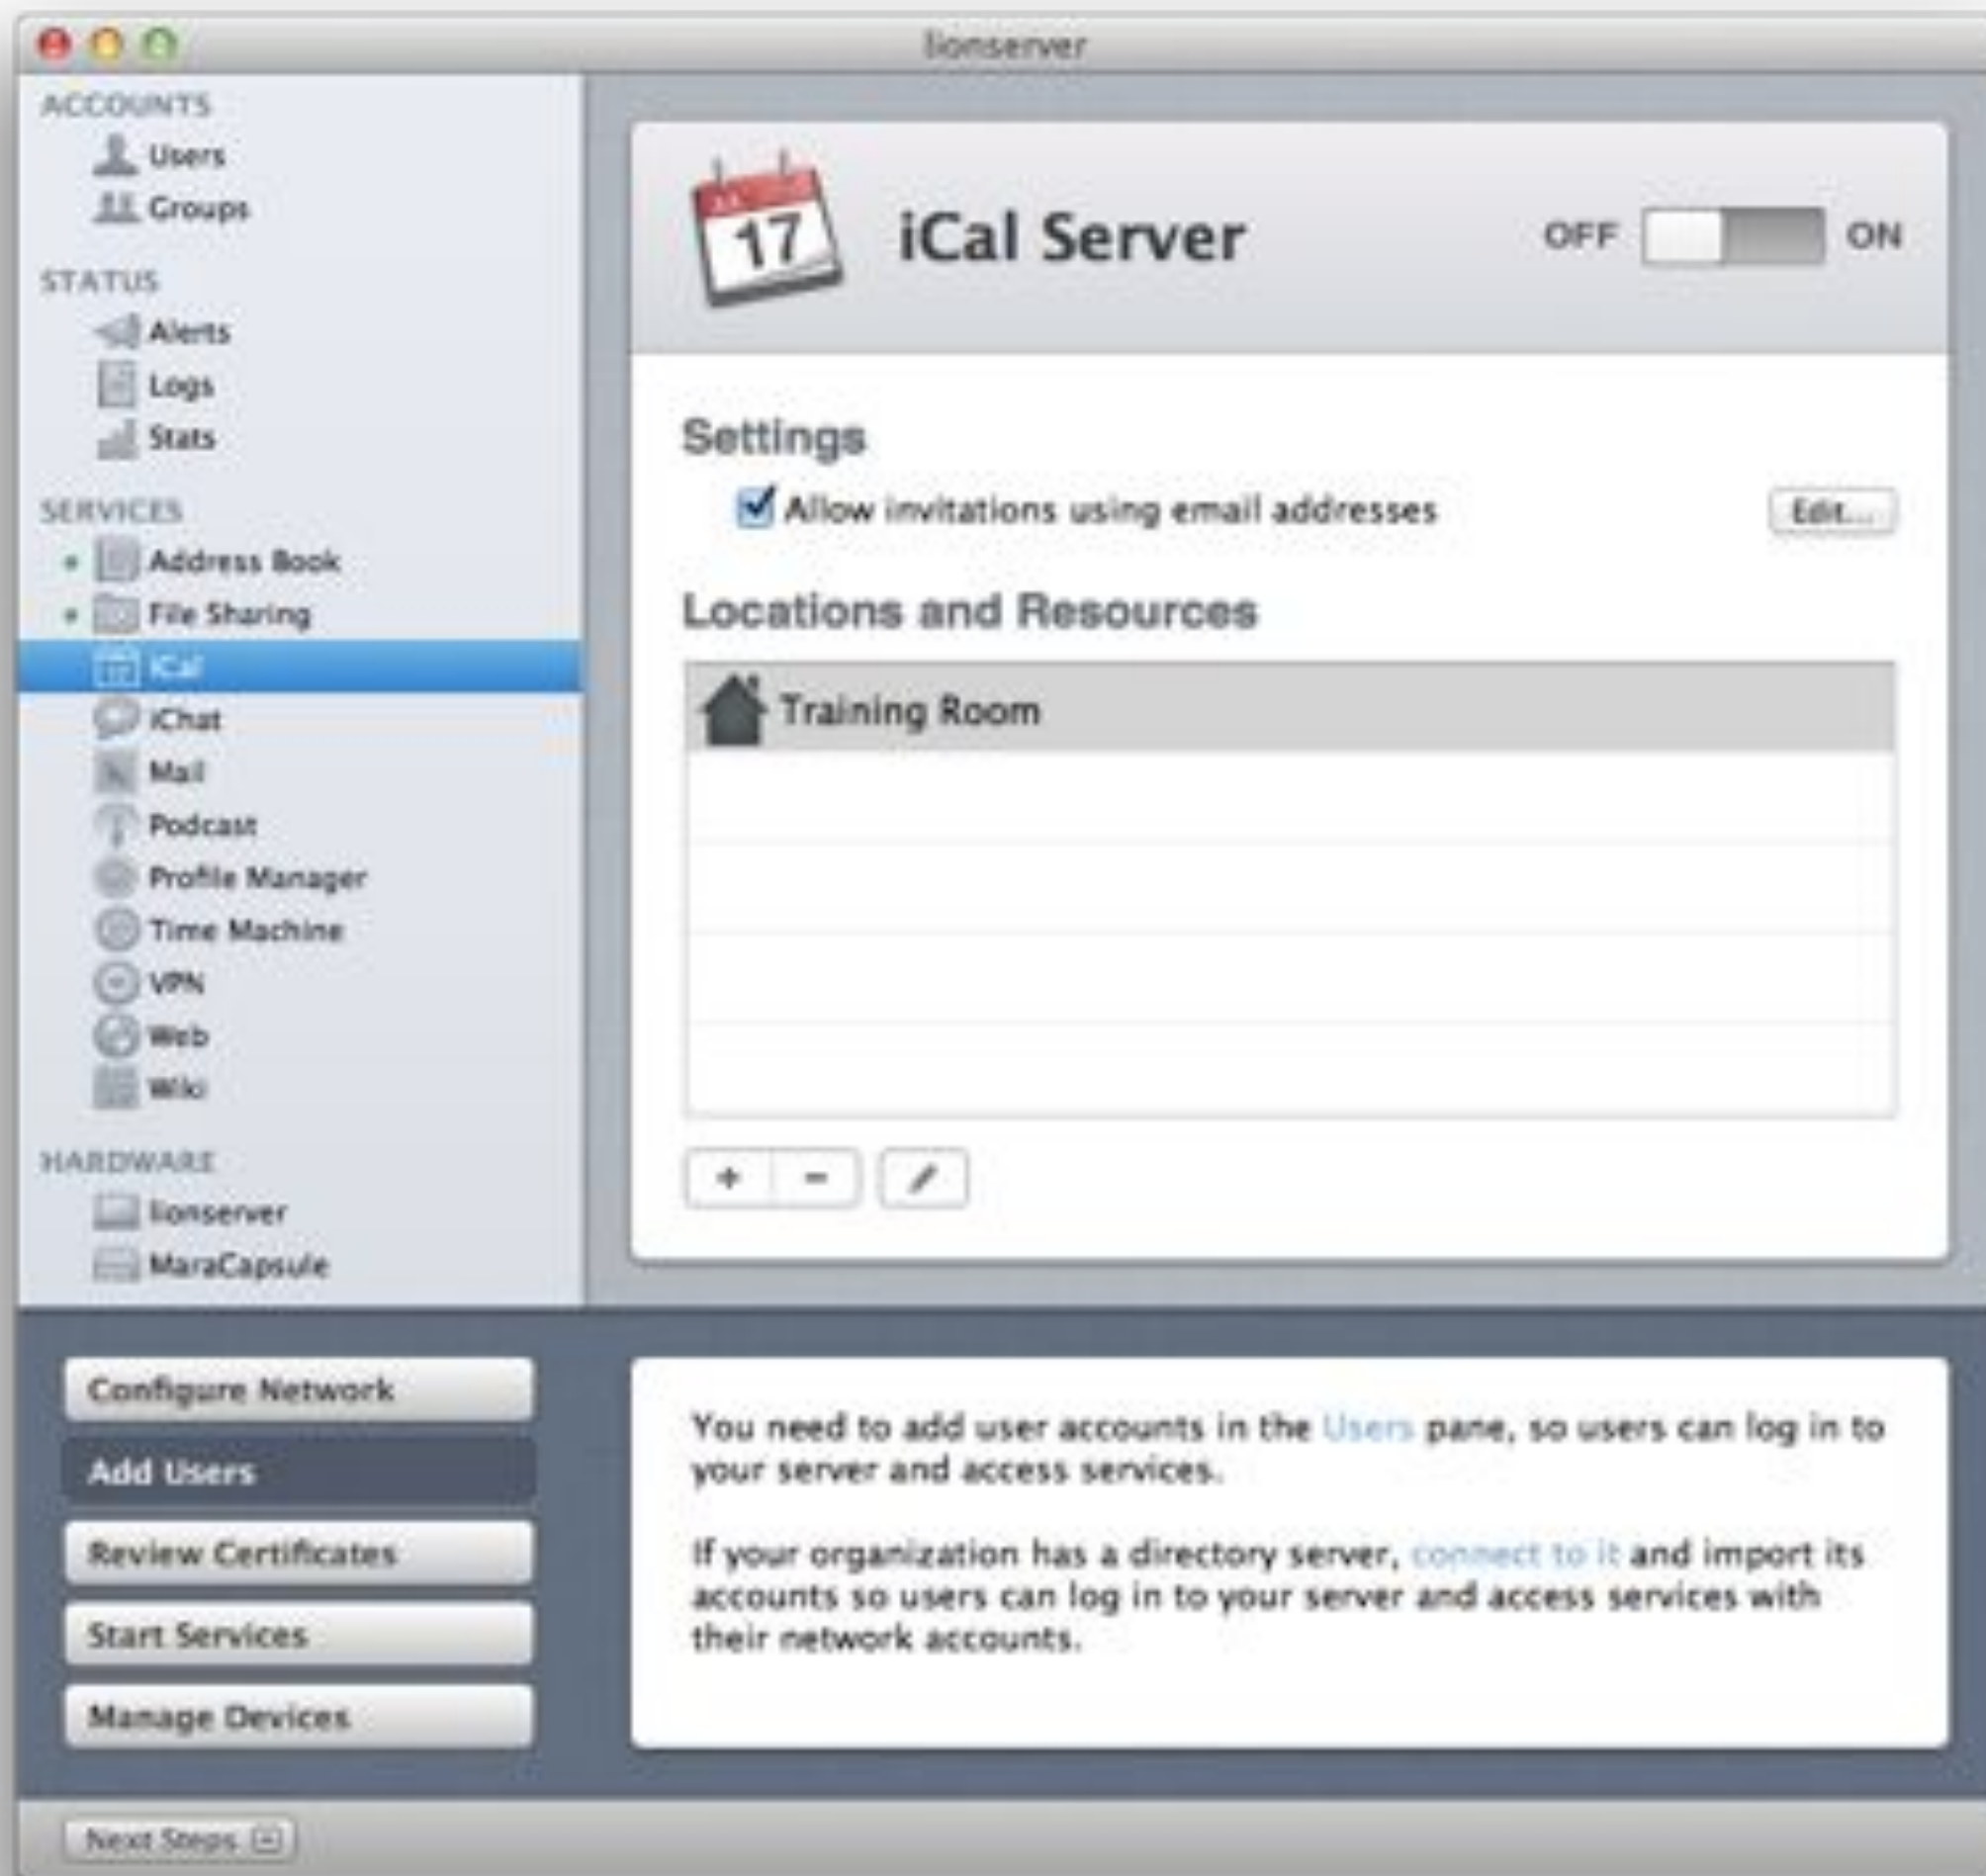 lionserver
ACCOUNTS
Users
Groups
STATUS
Alerts
Logs
Stats
SERVICES
Address Book
File Sharing
iCal
iChat
Mail
Podcast
Profile Manager
Time Machine
VPN
Web
Wiki
HARDWARE
lionserver
MaraCapsule
17
iCal Server
OFF ON
Settings
Allow invitations using email addresses
Edit...
Locations and Resources
Training Room
+ -
Configure Network
Add Users
Review Certificates
Start Services
Manage Devices
You need to add user accounts in the Users pane, so users can log in to
your server and access services.
If your organization has a directory server, connect to it and import its
accounts so users can log in to your server and access services with
their network accounts.
Next Steps